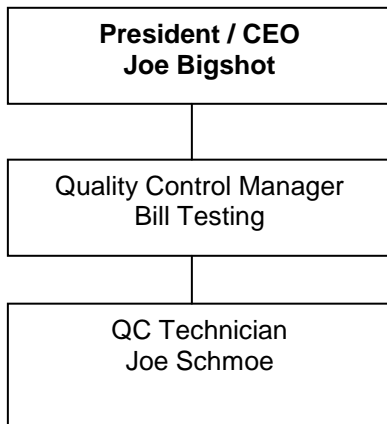 President / CEO
Joe Bigshot
Quality Control Manager
Bill Testing
QC Technician
Joe Schmoe